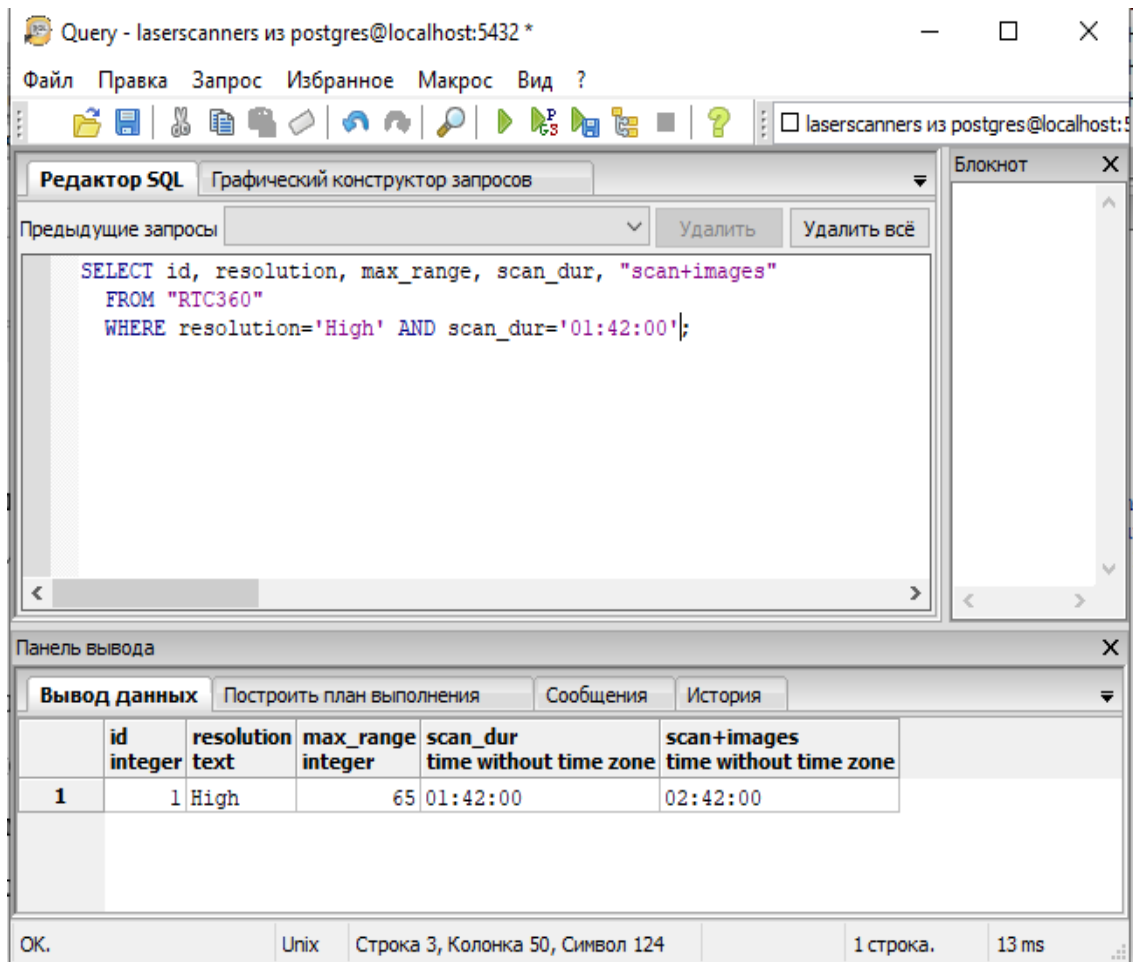 Query - laserscanners из postgres@localhost:5432 *
Файл Правка Запрос Избранное Макрос Вид ?
laserscanners из postgres@localhost:5
Редактор SQL Графический конструктор запросов
Блокнот
Предыдущие запросы Удалить Удалить всё
SELECT id, resolution, max_range, scan_dur, "scan+images"
FROM "RTC360"
WHERE resolution='High' AND scan_dur='01:42:00';
Панель вывода
Вывод данных Построить план выполнения Сообщения История
id resolution max_range scan_dur scan+images
integer text integer time without time zone time without time zone
1 1 High 65 01:42:00 02:42:00
OK. Unix Строка 3, Колонка 50, Символ 124 1 строка. 13 ms